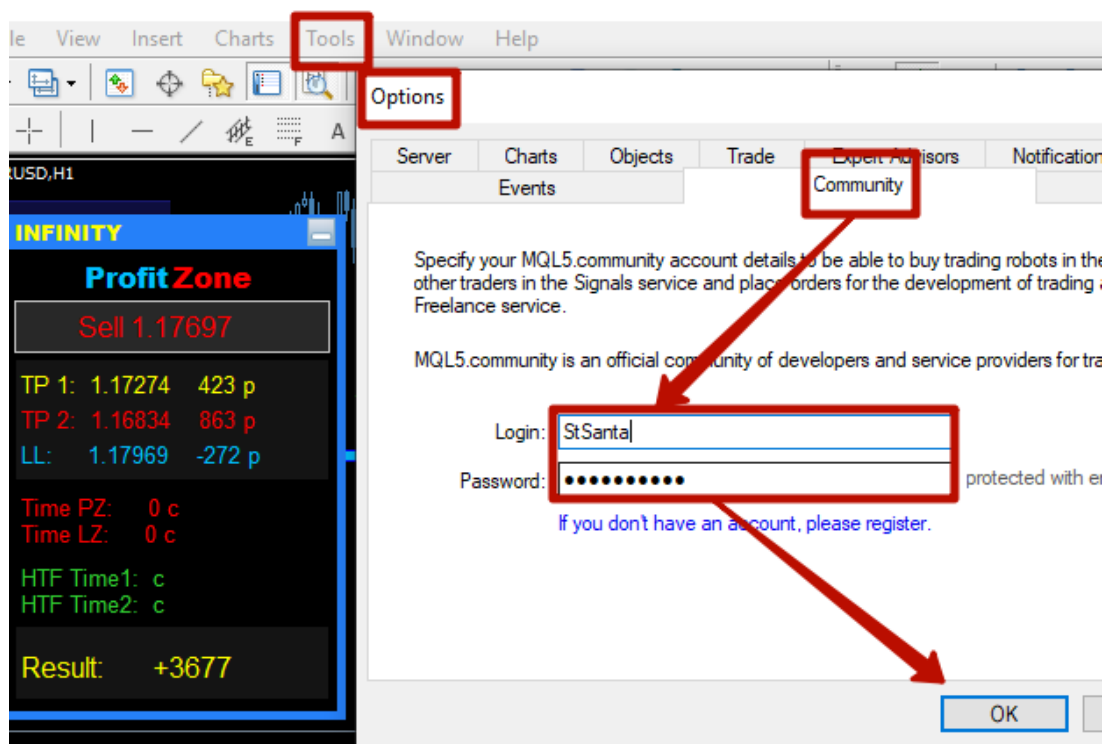 le View Insert Charts Tools Window Help
Options
E F A
Server Charts Objects Trade Expert Advisors Notification
Events Community
RUSD,H1
INFINITY
Profit Zone
Sell 1.17697
TP 1: 1.17274 423 p
TP 2: 1.16834 863 p
LL: 1.17969 -272 p
Time PZ: 0 c
Time LZ: 0 c
HTF Time1: c
HTF Time2: c
Result: +3677
Specify your MQL5.community account details to be able to buy trading robots in the
other traders in the Signals service and place orders for the development of trading
Freelance service.
MQL5.community is an official community of developers and service providers for tra
Login: StSanta
Password: ●●●●●●●●●●
protected with er
If you don't have an account, please register.
OK